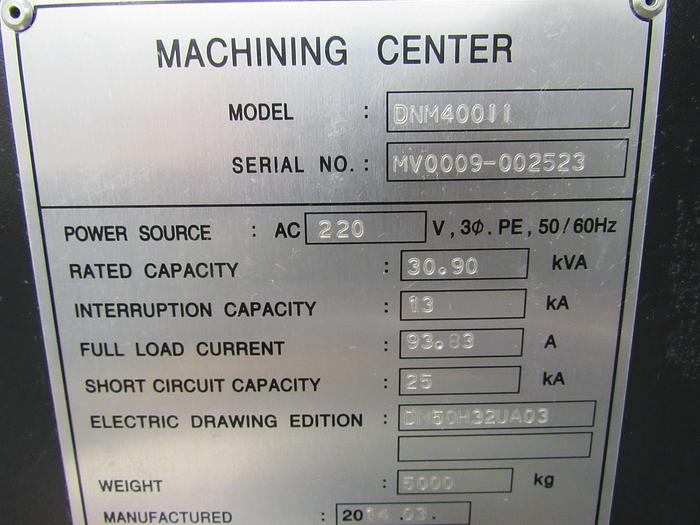 MACHINING CENTER
MODEL : DNM400II
SERIAL NO. : MV0009-002523
POWER SOURCE : AC 220 V, 3Φ. PE, 50/60Hz
RATED CAPACITY : 30.90 kVA
INTERRUPTION CAPACITY : 13 kA
FULL LOAD CURRENT : 93.83 A
SHORT CIRCUIT CAPACITY : 25 kA
ELECTRIC DRAWING EDITION : DM50H32UA03
WEIGHT : 5000 kg
MANUFACTURED : 2014.03.